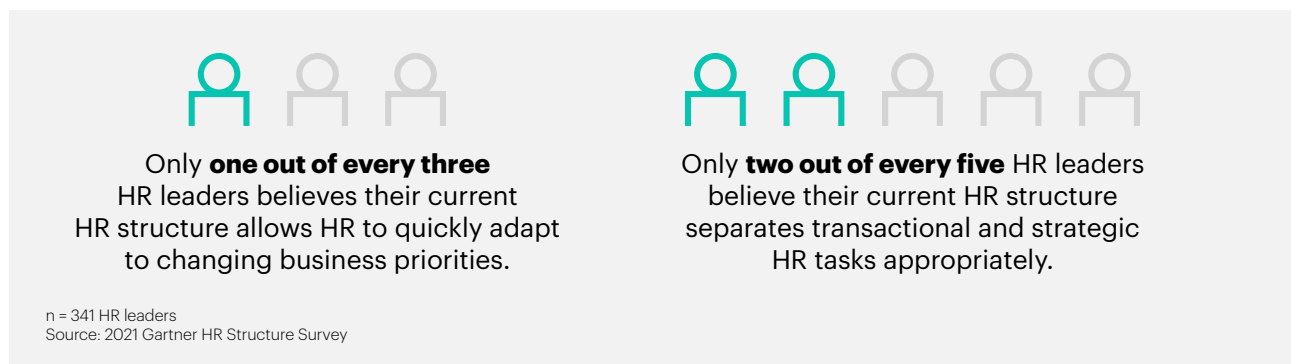 Only one out of every three
HR leaders believes their current
HR structure allows HR to quickly adapt
to changing business priorities.
Only two out of every five HR leaders
believe their current HR structure
separates transactional and strategic
HR tasks appropriately.
n = 341 HR leaders
Source: 2021 Gartner HR Structure Survey